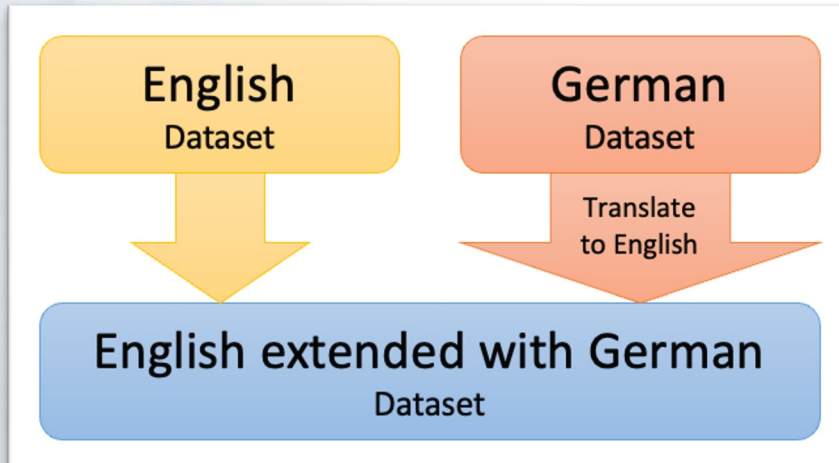 English
Dataset
German
Dataset
Translate
to English
English extended with German
Dataset